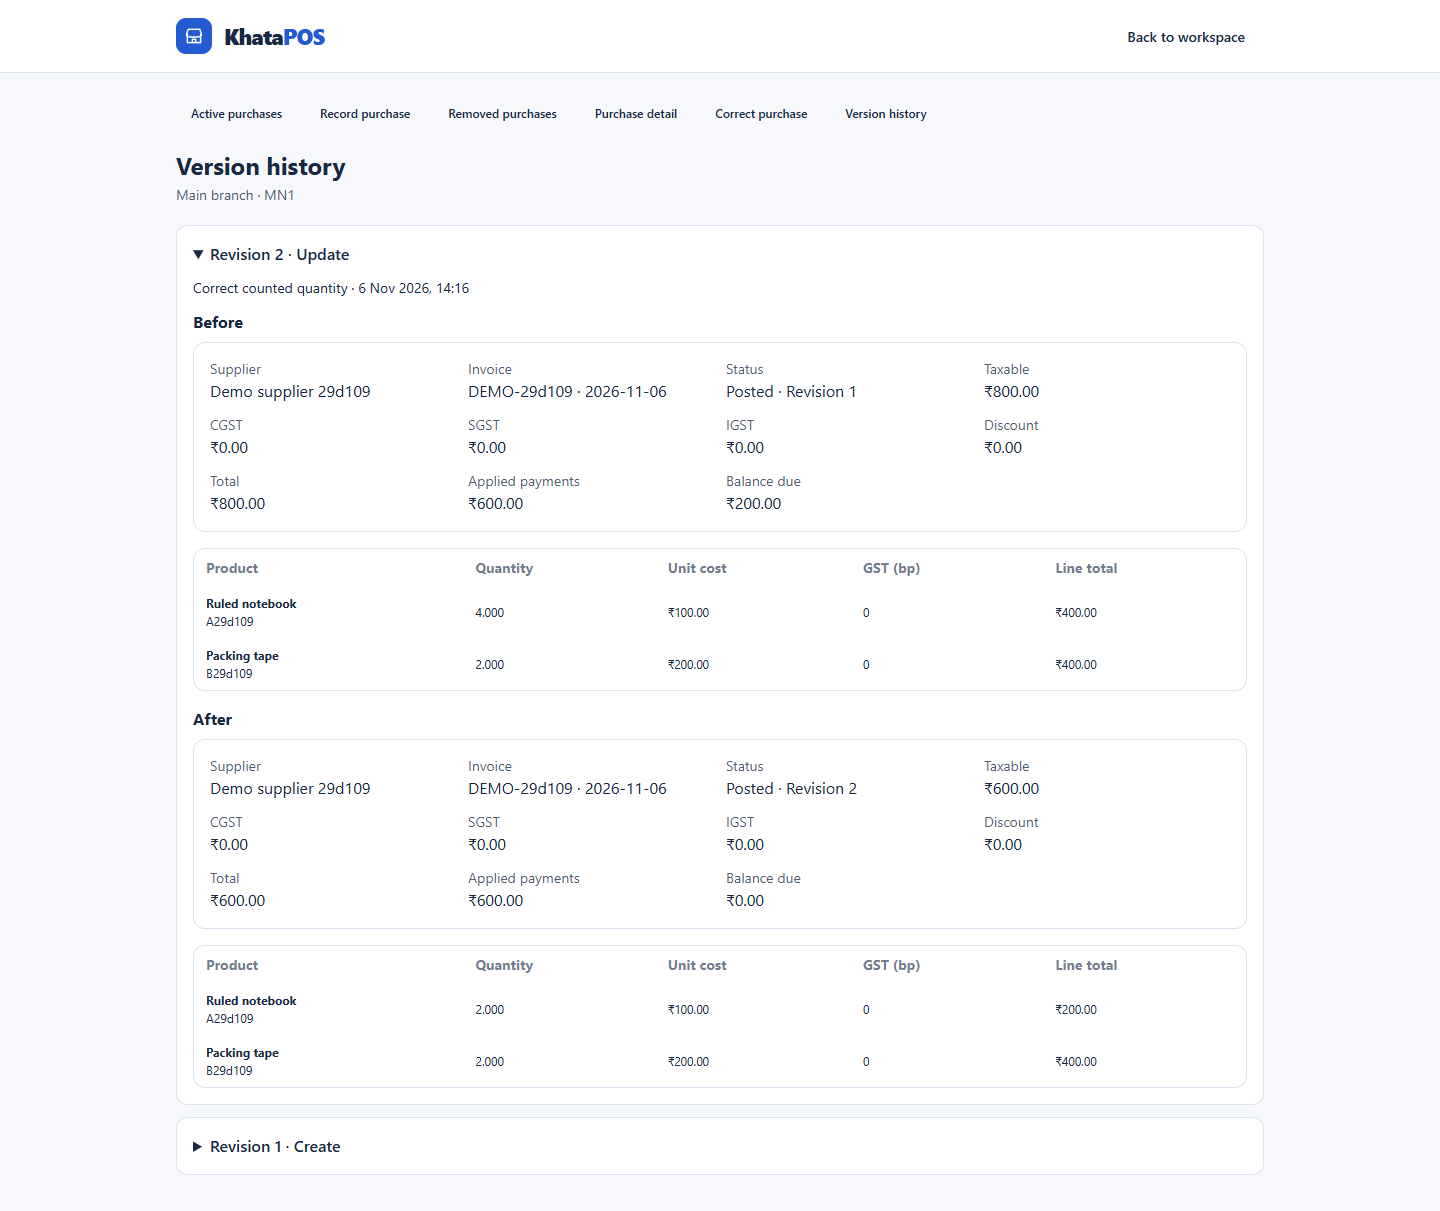 KhataPOS
Back to workspace
Active purchases Record purchase Removed purchases Purchase detail Correct purchase Version history
Version history
Main branch · MN1
▼ Revision 2 · Update
Correct counted quantity · 6 Nov 2026, 14:16
Before
Supplier Invoice Status Taxable
Demo supplier 29d109 DEMO-29d109 · 2026-11-06 Posted · Revision 1 ₹800.00
CGST SGST IGST Discount
₹0.00 ₹0.00 ₹0.00 ₹0.00
Total Applied payments Balance due
₹800.00 ₹600.00 ₹200.00
Product Quantity Unit cost GST (bp) Line total
Ruled notebook
A29d109 4.000 ₹100.00 0 ₹400.00
Packing tape
B29d109 2.000 ₹200.00 0 ₹400.00
After
Supplier Invoice Status Taxable
Demo supplier 29d109 DEMO-29d109 · 2026-11-06 Posted · Revision 2 ₹600.00
CGST SGST IGST Discount
₹0.00 ₹0.00 ₹0.00 ₹0.00
Total Applied payments Balance due
₹600.00 ₹600.00 ₹0.00
Product Quantity Unit cost GST (bp) Line total
Ruled notebook
A29d109 2.000 ₹100.00 0 ₹200.00
Packing tape
B29d109 2.000 ₹200.00 0 ₹400.00
▶ Revision 1 · Create